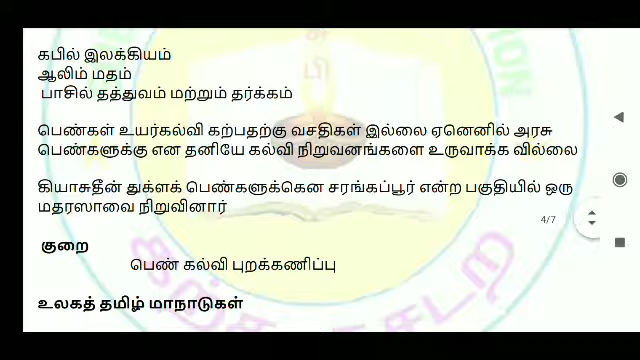 கபில் இலக்கியம்
ஆலிம் மதம்
பாசில் தத்துவம் மற்றும் தர்க்கம்
பெண்கள் உயர்கல்வி கற்பதற்கு வசதிகள் இல்லை ஏனெனில் அரசு
பெண்களுக்கு என தனியே கல்வி நிறுவனங்களை உருவாக்க வில்லை
கியாசுதீன் துக்ளக் பெண்களுக்கென சரங்கப்பூர் என்ற பகுதியில் ஒரு
மதரஸாவை நிறுவினார்
4/7
குறை
பெண் கல்வி புறக்கணிப்பு
உலகத் தமிழ் மாநாடுகள்